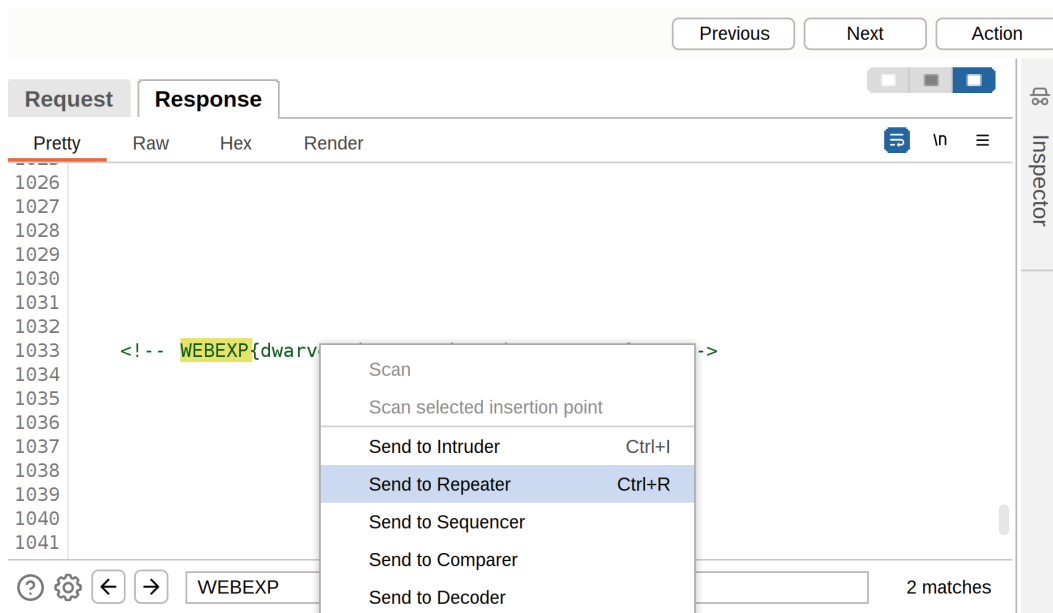 Previous
Next
Action
Request
Response
Pretty
Raw
Hex
Render
\n
Inspector
1026
1027
1028
1029
1030
1031
1032
1033 <!-- WEBEXP{dwarv ->
1034
1035
1036
1037
1038
1039
1040
1041
Scan
Scan selected insertion point
Send to Intruder Ctrl+I
Send to Repeater Ctrl+R
Send to Sequencer
Send to Comparer
Send to Decoder
WEBEXP
2 matches